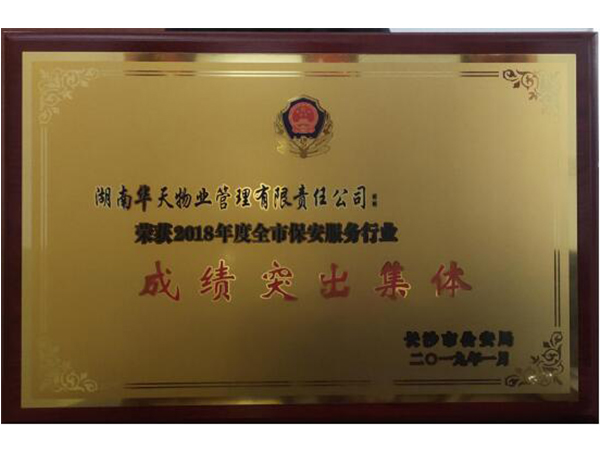 湖南华天物业管理有限责任公司:
荣获2018年度全市保安服务行业
成绩突出集体
长沙市公安局
二〇一九年一月